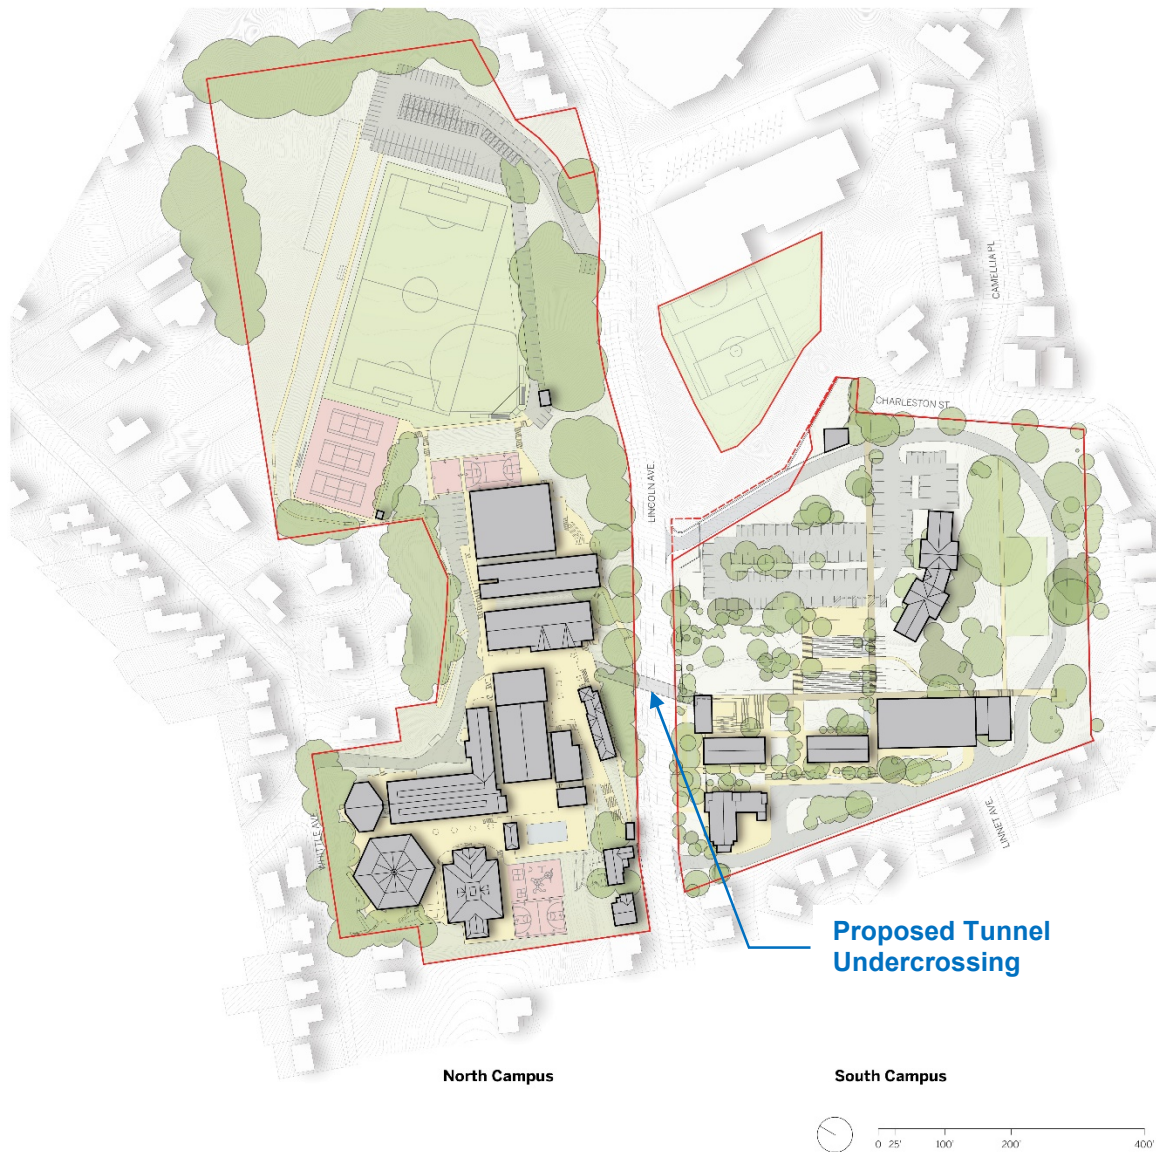 CAMELLIA PL
CHARLESTON ST
LINCOLN AVE
WHITTLE AVE
LINNET AVE
Proposed Tunnel
Undercrossing
North Campus
South Campus
0 25' 100' 200' 400'